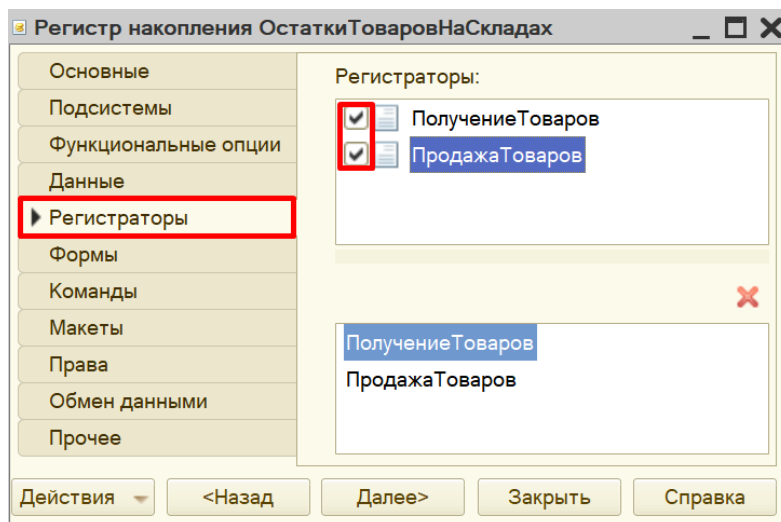 Регистр накопления ОстаткиТоваровНаСкладах
Основные
Подсистемы
Функциональные опции
Данные
Регистраторы
Формы
Команды
Макеты
Права
Обмен данными
Прочее
Регистраторы:
ПолучениеТоваров
ПродажаТоваров
ПолучениеТоваров
ПродажаТоваров
Действия
<Назад
Далее>
Закрыть
Справка